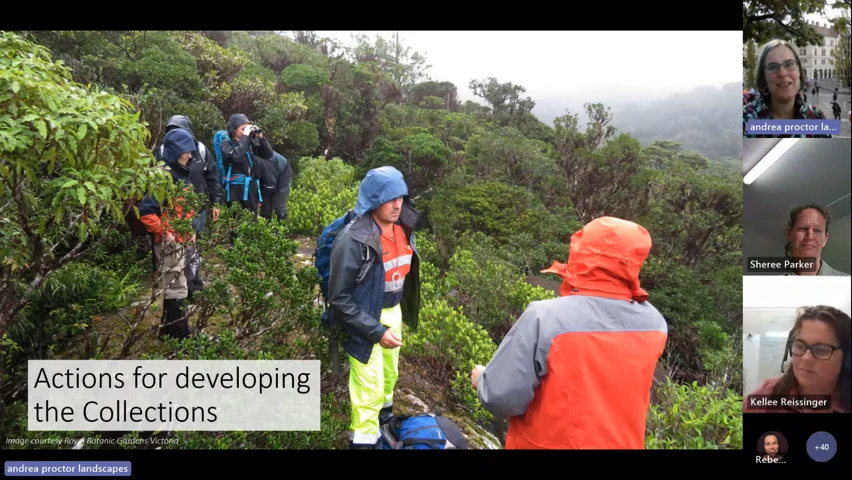 andrea proctor la...
Sheree Parker
Actions for developing
the Collections
Kellee Reissinger
Image courtesy Royal Botanic Gardens Victoria
Rebe...
+40
andrea proctor landscapes